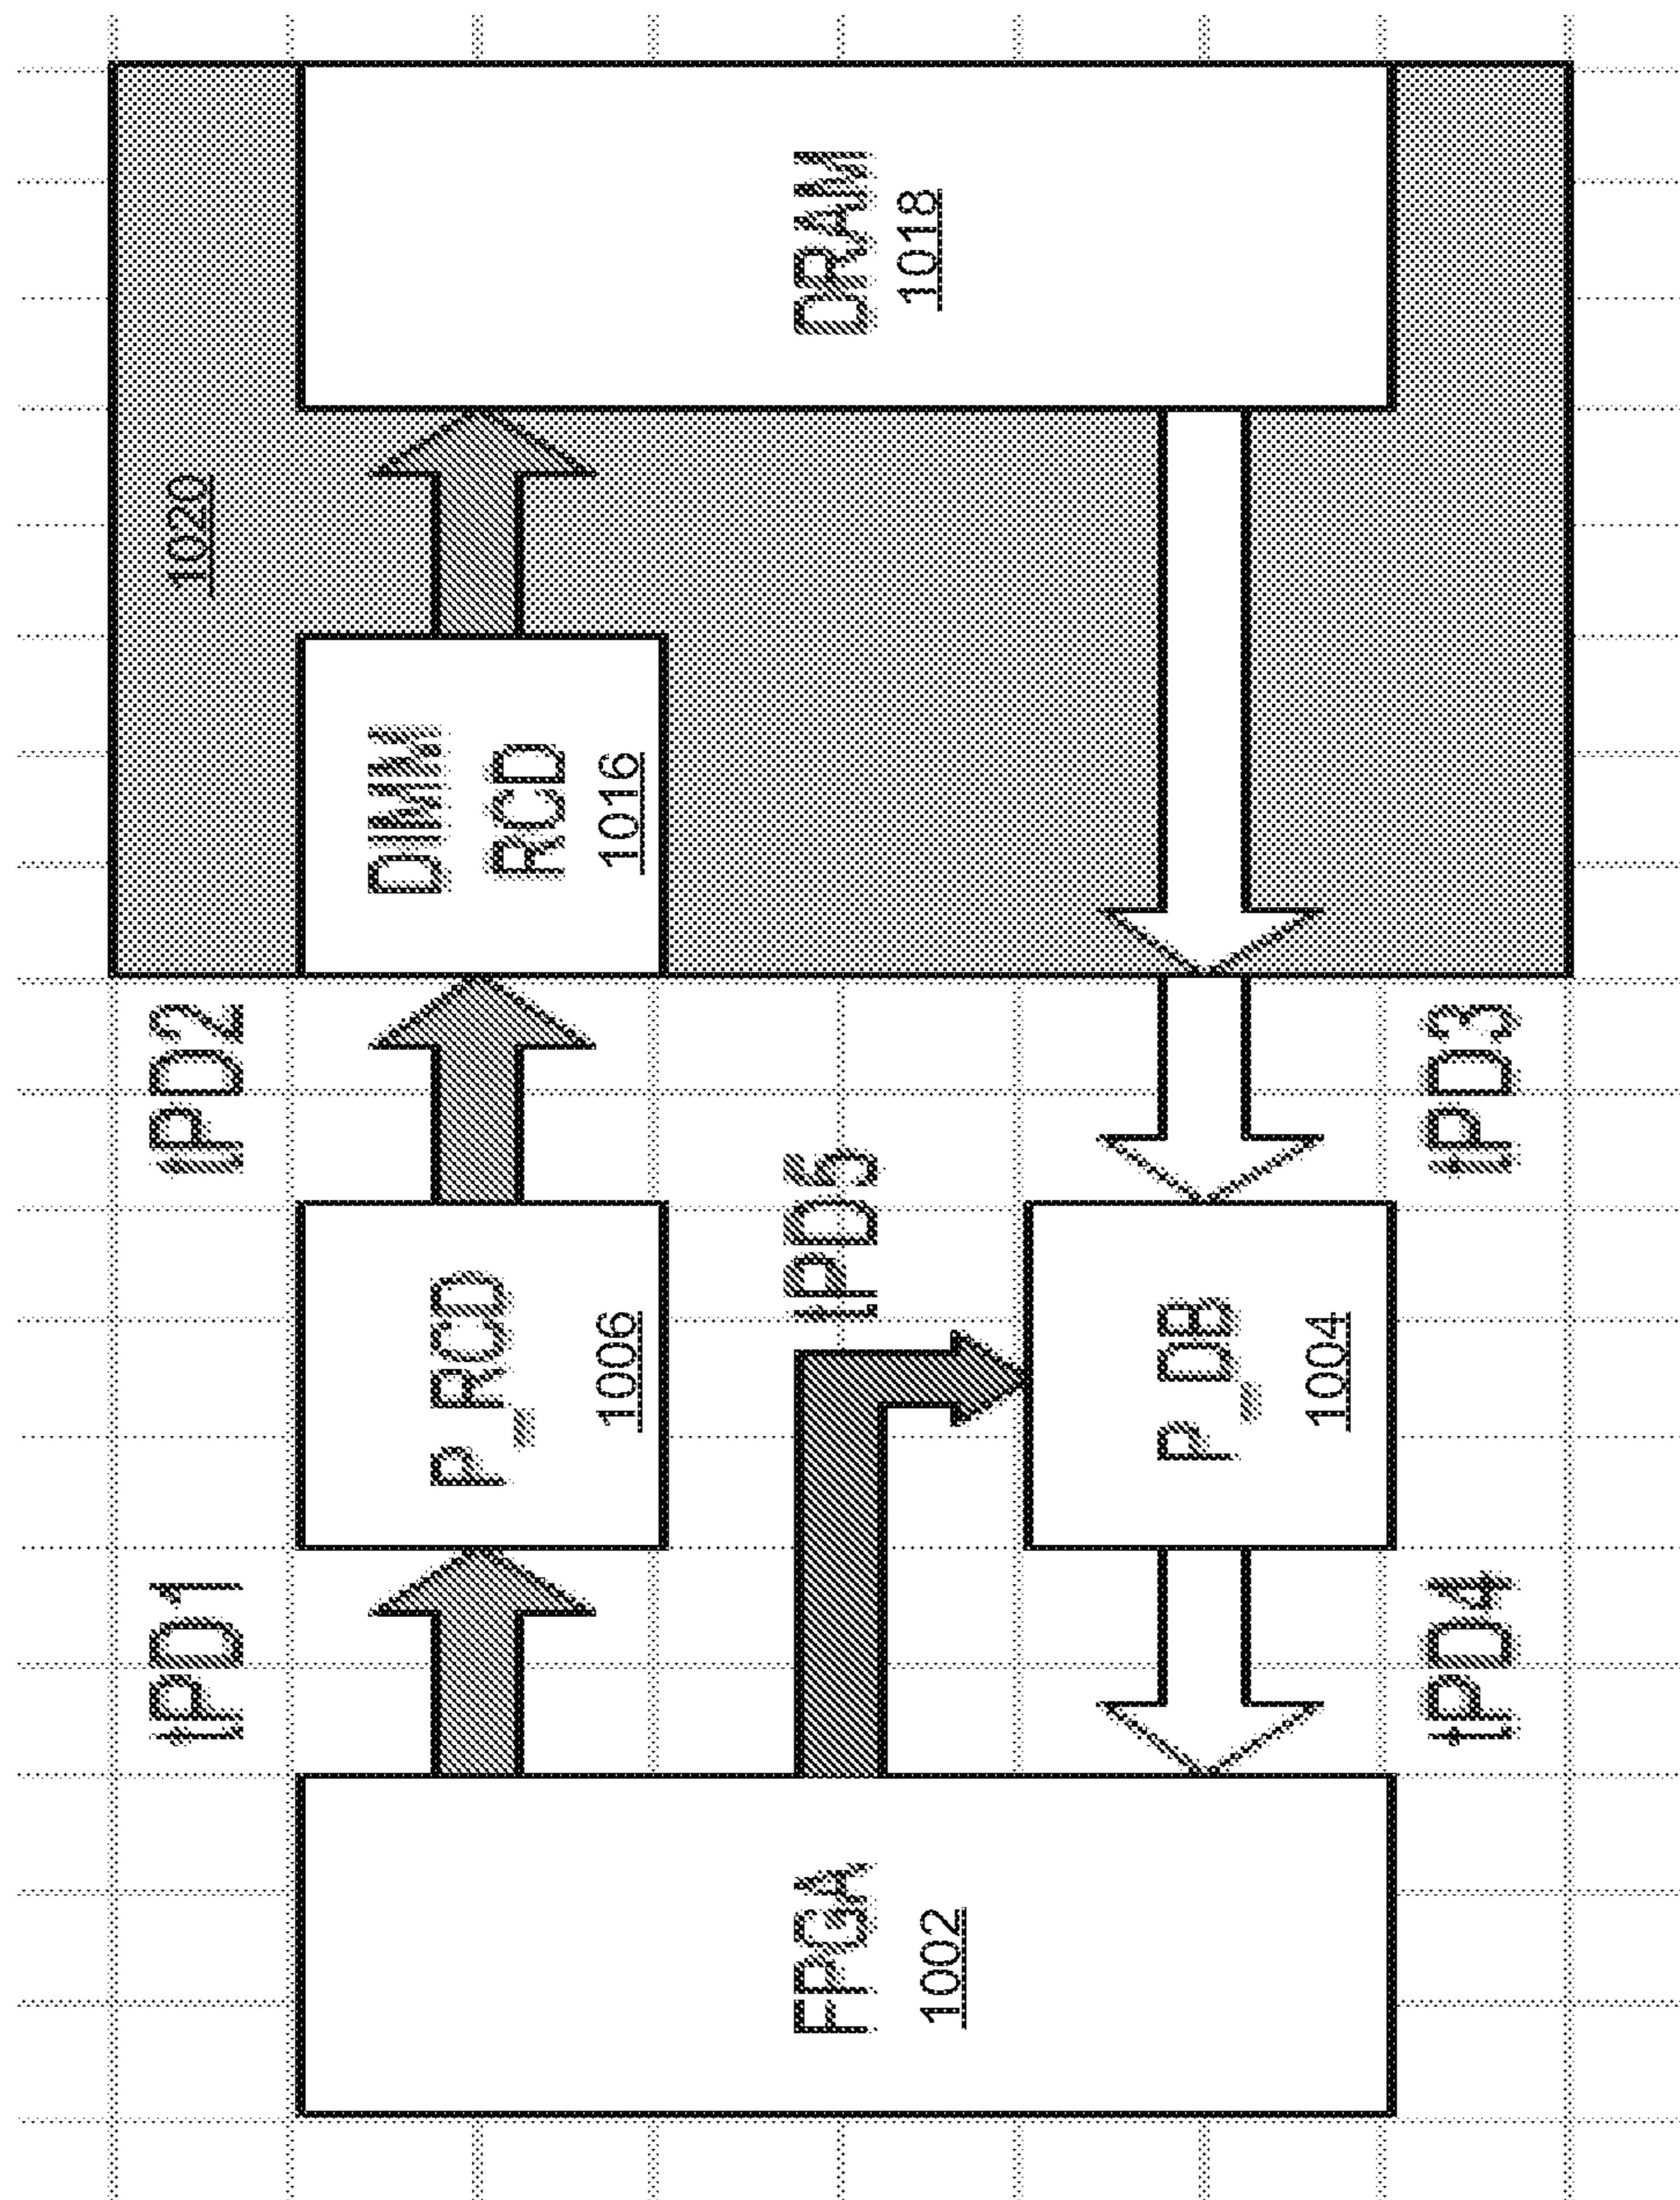 tPD1
tPD2
1020
P_RCD
1006
DIMM
RCD
1016
FPGA
1002
tPD5
DRAM
1018
P_DB
1004
tPD4
tPD3